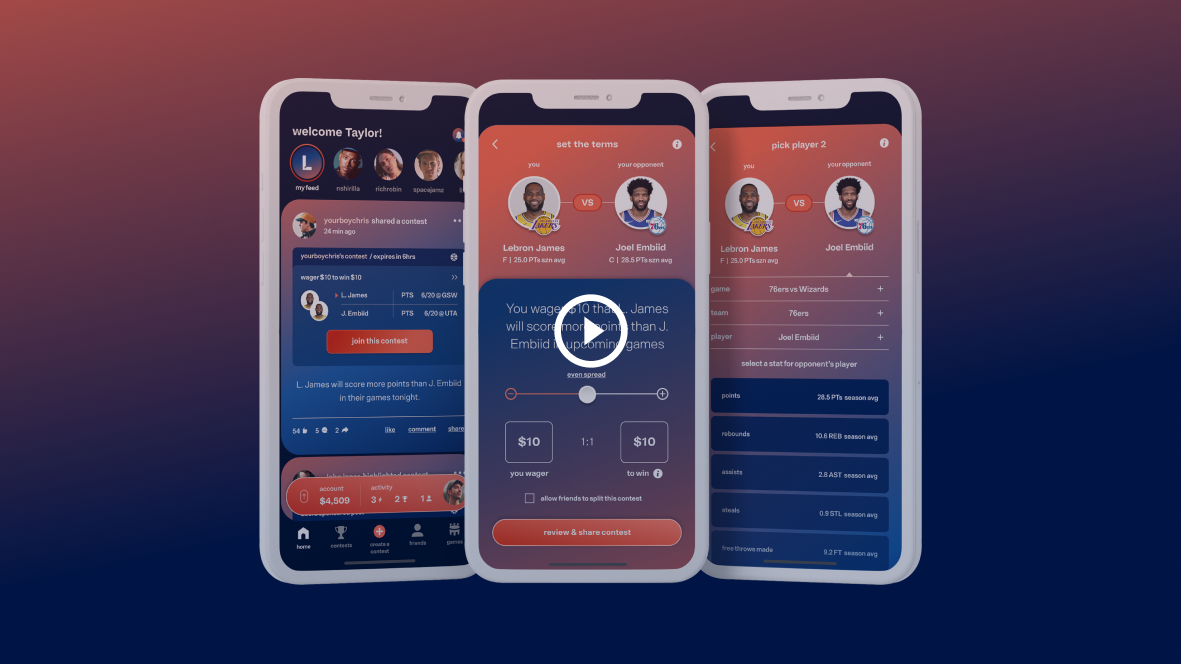 welcome Taylor!
L
my feed
nshirilla
richrobin
spacejamz
yourboychris shared a contest
24 min ago
yourboychris's contest / expires in 6hrs
wager $10 to win $10
L. James PTS 6/20 @ GSW
J. Embiid PTS 6/20 @ UTA
join this contest
L. James will score more points than J. Embiid
in their games tonight.
54 5 2 like comment share
account
$4,509
activity
3 2 1
home
contests
create a
contest
friends
games
set the terms
you
your opponent
VS
LAKERS
76ers
Lebron James
F | 25.0 PTs szn avg
Joel Embiid
C | 28.5 PTs szn avg
You wager $10 that L. James
will score more points than J.
Embiid in upcoming games
even spread
$10 1:1 $10
you wager
to win
allow friends to split this contest
review & share contest
pick player 2
you
your opponent
VS
LAKERS
76ers
Lebron James
F | 25.0 PTs szn avg
Joel Embiid
game 76ers vs Wizards +
team 76ers +
player Joel Embiid +
select a stat for opponent's player
points 28.5 PTs season avg
rebounds 10.6 REB season avg
assists 2.8 AST season avg
steals 0.9 STL season avg
free throws made 9.2 FT season avg